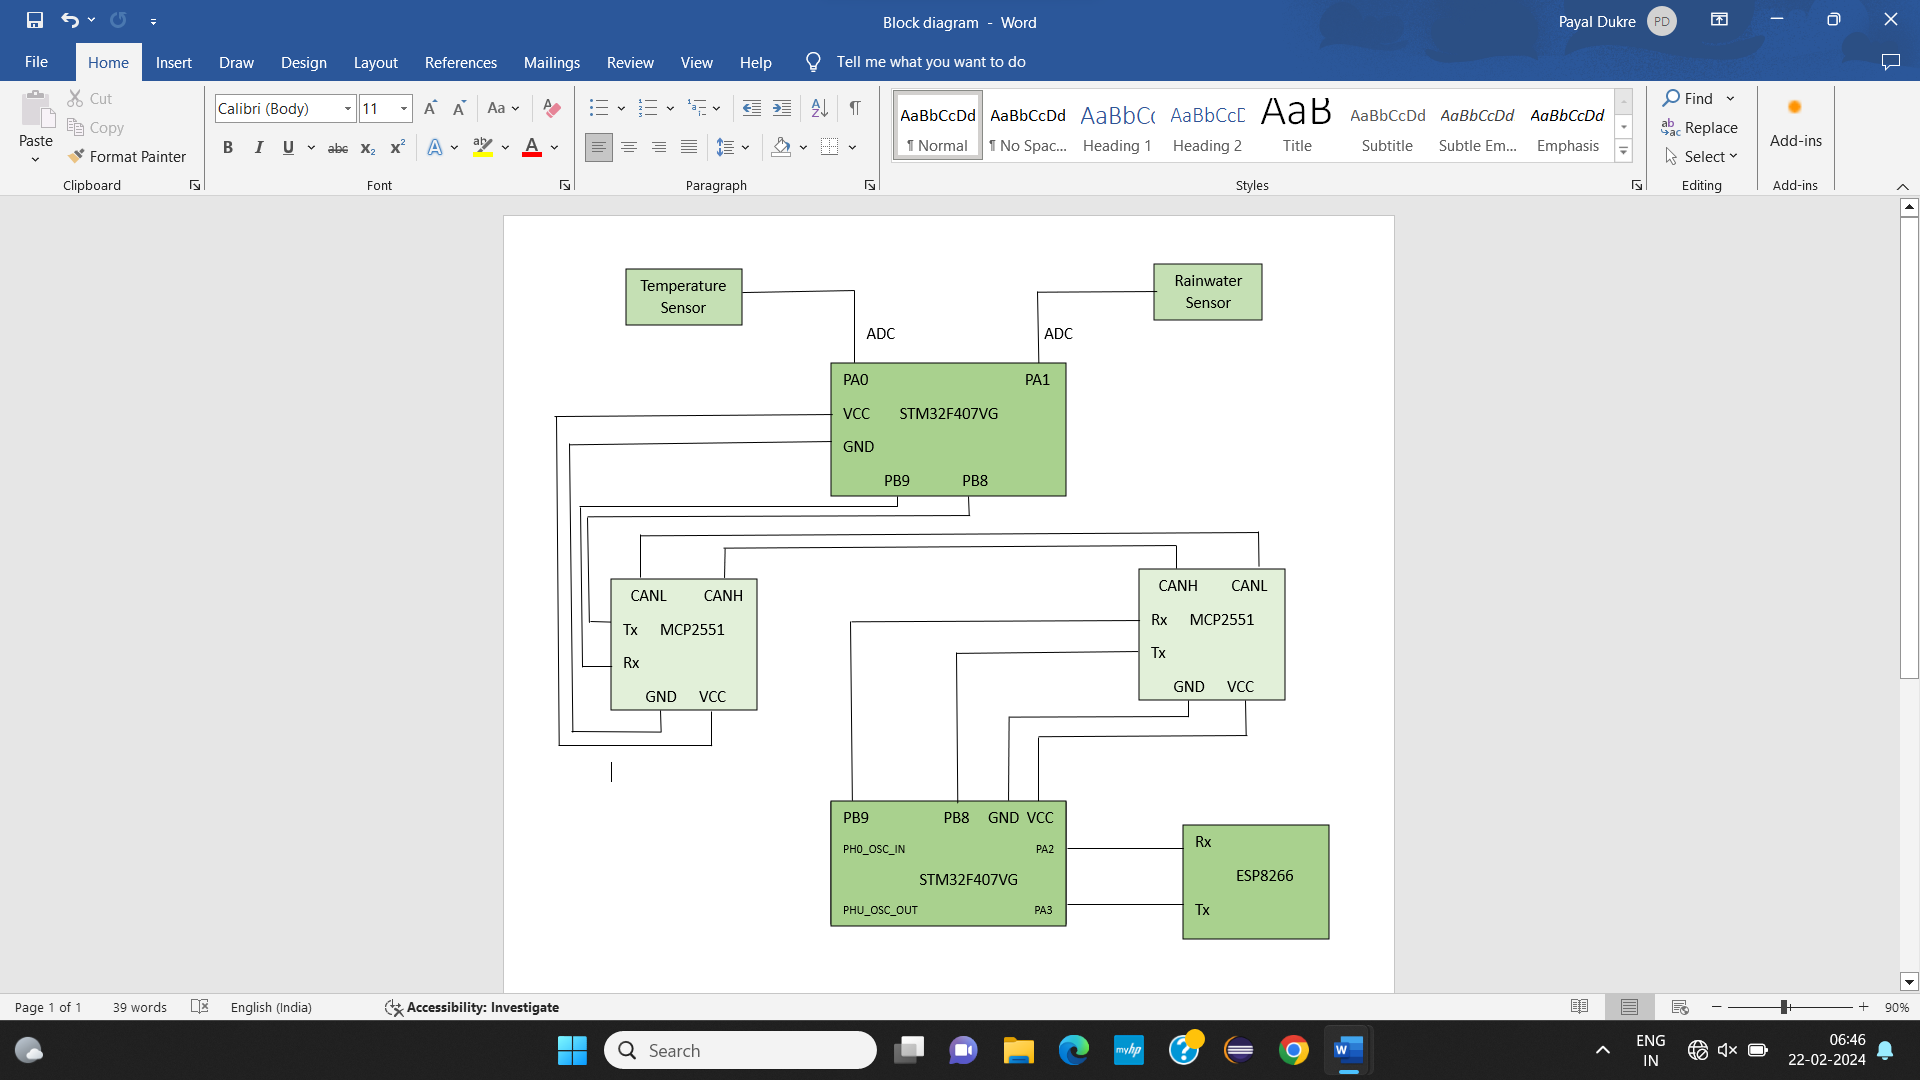 Block diagram - Word
Payal Dukre PD
File Home Insert Draw Design Layout References Mailings Review View Help Tell me what you want to do
Paste
Cut
Copy
Format Painter
Clipboard
Calibri (Body) 11 Aa
B I U abc x₂ x² A ab A
Font
Paragraph
AaBbCcDd AaBbCcDd AaBbCc AaBbCcD AaB AaBbCcDd AaBbCcDd AaBbCcDd
¶ Normal ¶ No Spac... Heading 1 Heading 2 Title Subtitle Subtle Em... Emphasis
Styles
Find
Replace
Select
Editing
Add-ins
Add-ins
Temperature
Sensor
Rainwater
Sensor
ADC ADC
PA0 PA1
VCC STM32F407VG
GND
PB9 PB8
CANL CANH
Tx MCP2551
Rx
GND VCC
CANH CANL
Rx MCP2551
Tx
GND VCC
PB9 PB8 GND VCC
PH0_OSC_IN PA2
STM32F407VG
PHU_OSC_OUT PA3
Rx
ESP8266
Tx
Page 1 of 1 39 words English (India) Accessibility: Investigate 90%
Search
myhp
ENG
IN
06:46
22-02-2024